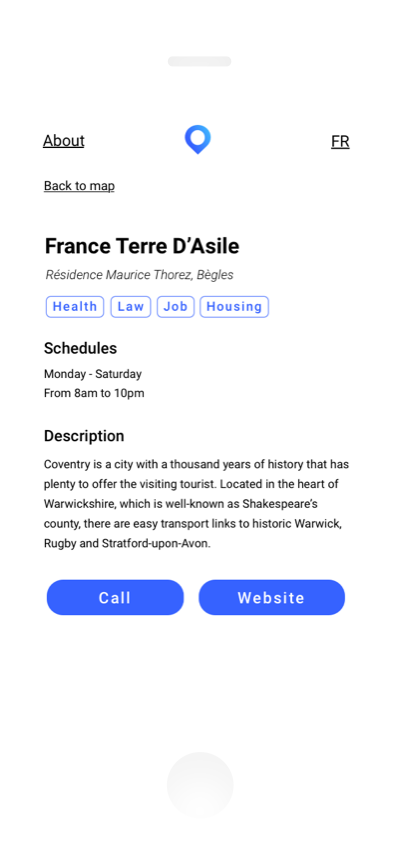 About
FR
Back to map
France Terre D’Asile
Résidence Maurice Thorez, Bègles
Health Law Job Housing
Schedules
Monday - Saturday
From 8am to 10pm
Description
Coventry is a city with a thousand years of history that has
plenty to offer the visiting tourist. Located in the heart of
Warwickshire, which is well-known as Shakespeare’s
county, there are easy transport links to historic Warwick,
Rugby and Stratford-upon-Avon.
Call Website